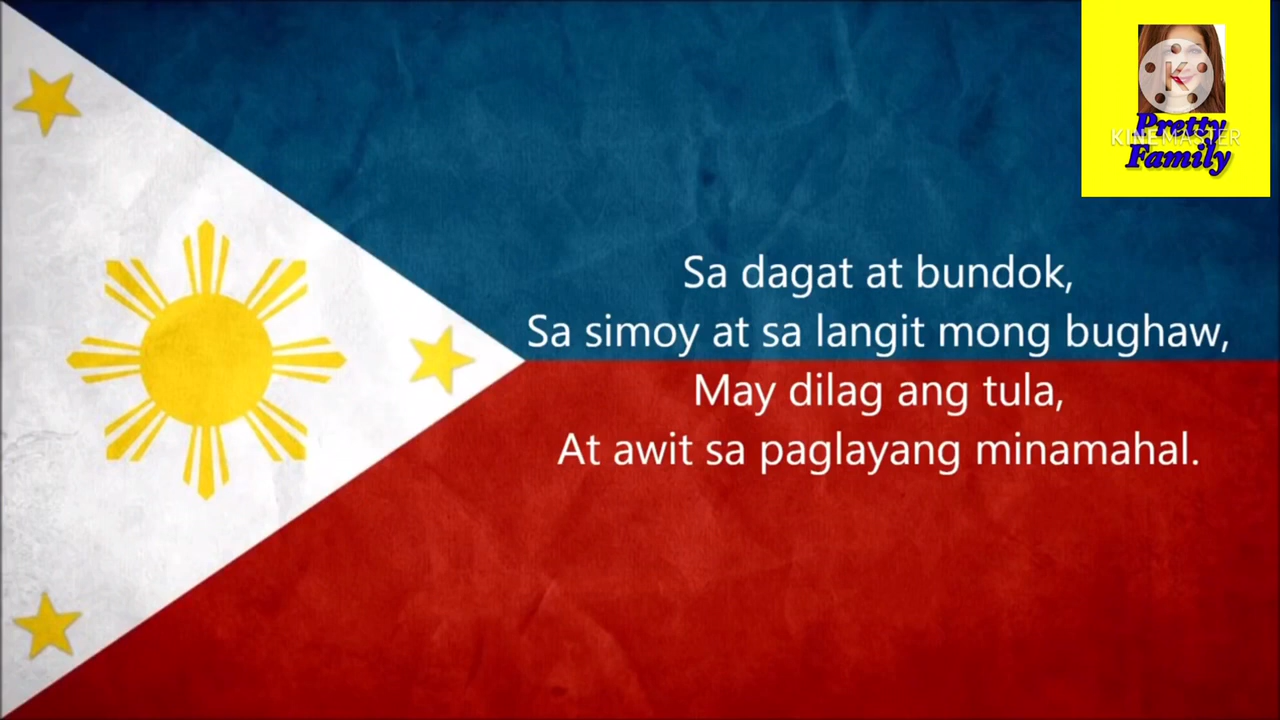 Pretty
KINEMASTER
Family
Sa dagat at bundok,
Sa simoy at sa langit mong bughaw,
May dilag ang tula,
At awit sa paglayang minamahal.